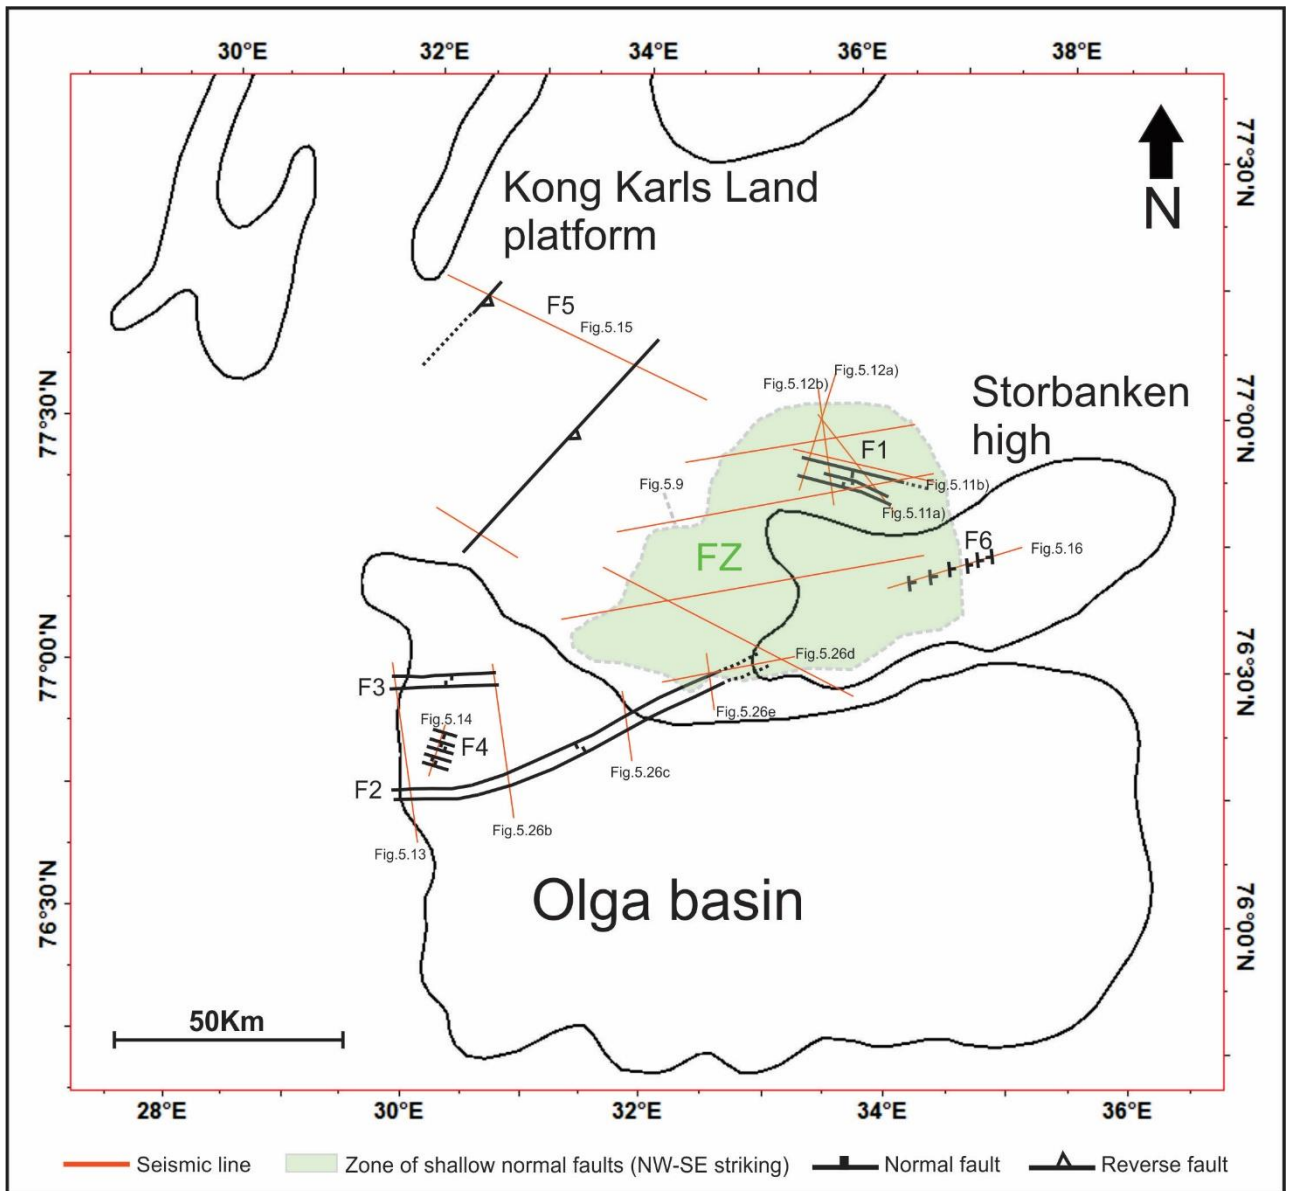 30°E 32°E 34°E 36°E 38°E
77°30'N
N
Kong Karls Land
platform
F5
Fig.5.15
Fig.5.12a)
Fig.5.12b)
77°30'N
Storbanken
high
77°00'N
F1
Fig.5.9
Fig.5.11b)
Fig.5.11a)
FZ
F6
Fig.5.16
77°00'N
76°30'N
Fig.5.26d
F3
Fig.5.14
F4
Fig.5.26e
F2
Fig.5.26c
Fig.5.26b
Fig.5.13
76°30'N
Olga basin
76°00'N
50Km
28°E 30°E 32°E 34°E 36°E
Seismic line Zone of shallow normal faults (NW-SE striking) Normal fault Reverse fault